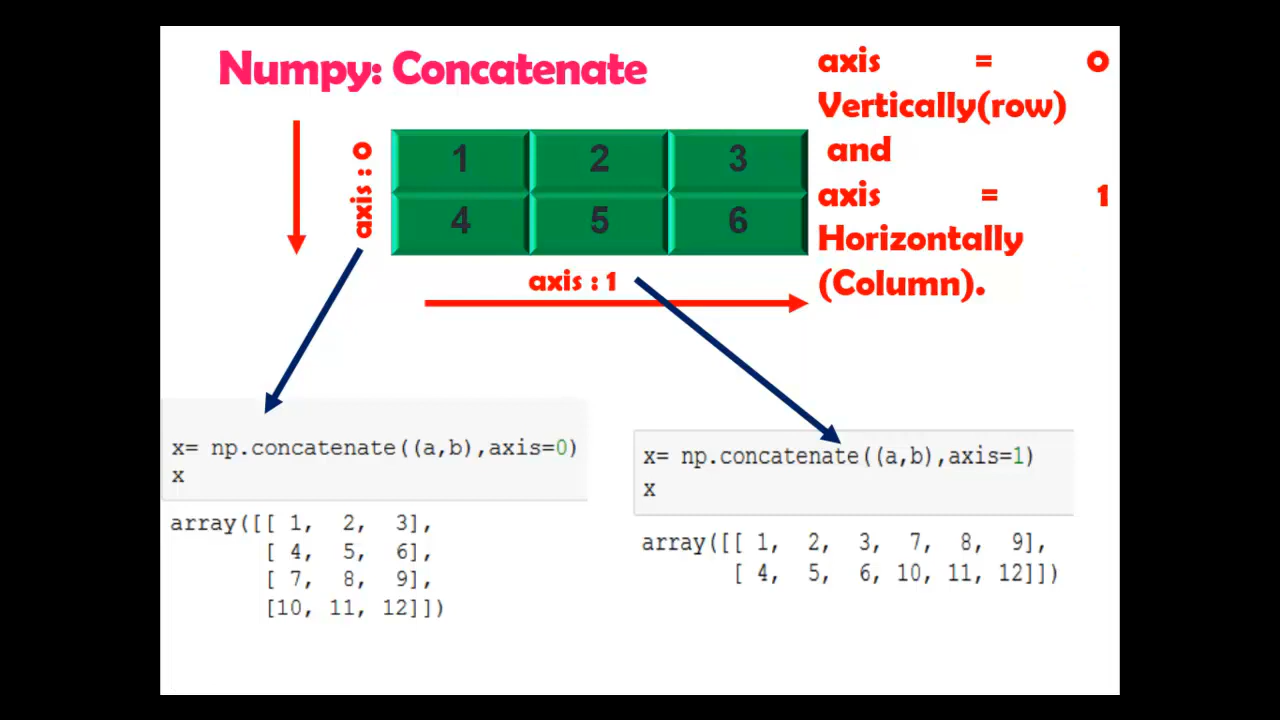 Numpy: Concatenate
axis = 0
Vertically(row)
and
axis = 1
Horizontally
(Column).
axis : 0
1 2 3
4 5 6
axis : 1
x= np.concatenate((a,b),axis=0)
x
array([[ 1, 2, 3],
[ 4, 5, 6],
[ 7, 8, 9],
[10, 11, 12]])
x= np.concatenate((a,b),axis=1)
x
array([[ 1, 2, 3, 7, 8, 9],
[ 4, 5, 6, 10, 11, 12]])